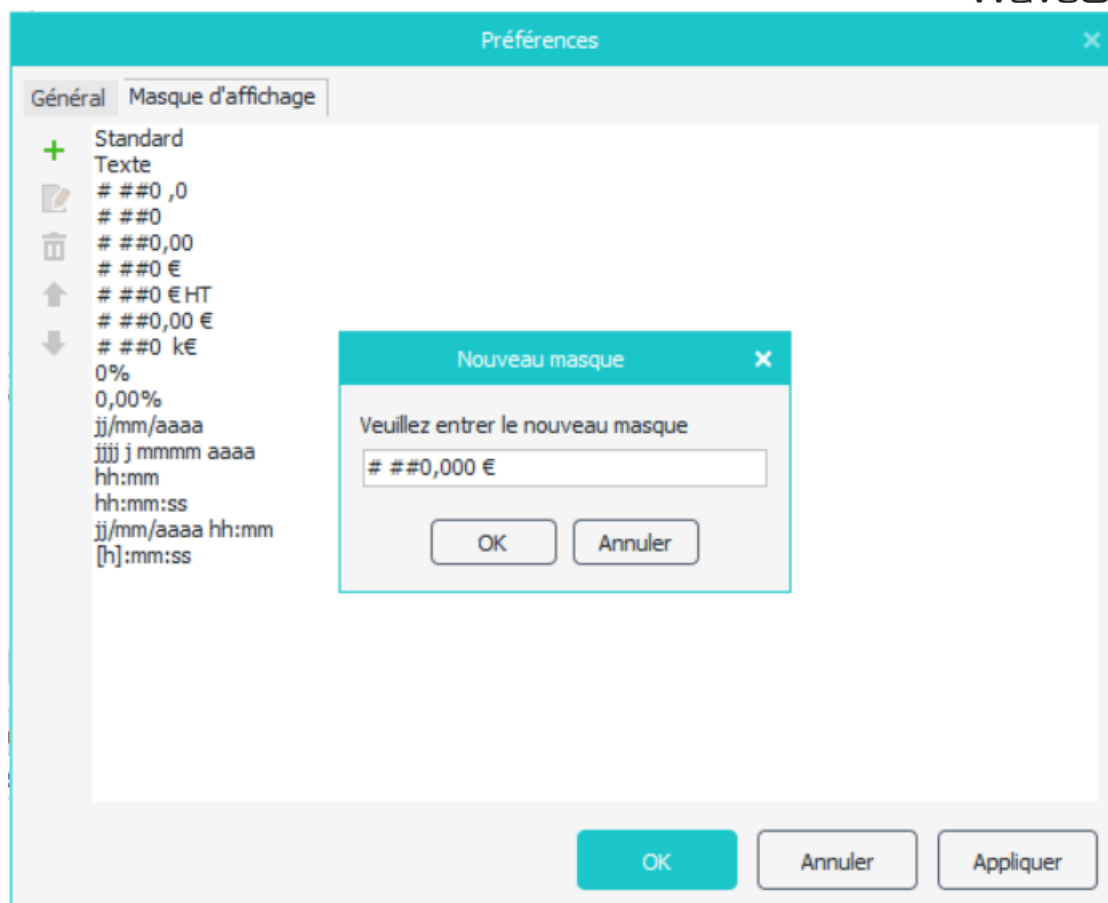 Préférences
Général Masque d'affichage
Standard
Texte
# ##0 ,0
# ##0
# ##0,00
# ##0 €
# ##0 € HT
# ##0,00 €
# ##0  k€
0%
0,00%
jj/mm/aaaa
jjjj j mmmm aaaa
hh:mm
hh:mm:ss
jj/mm/aaaa hh:mm
[h]:mm:ss
Nouveau masque
Veuillez entrer le nouveau masque
# ##0,000 €
OK Annuler
OK Annuler Appliquer